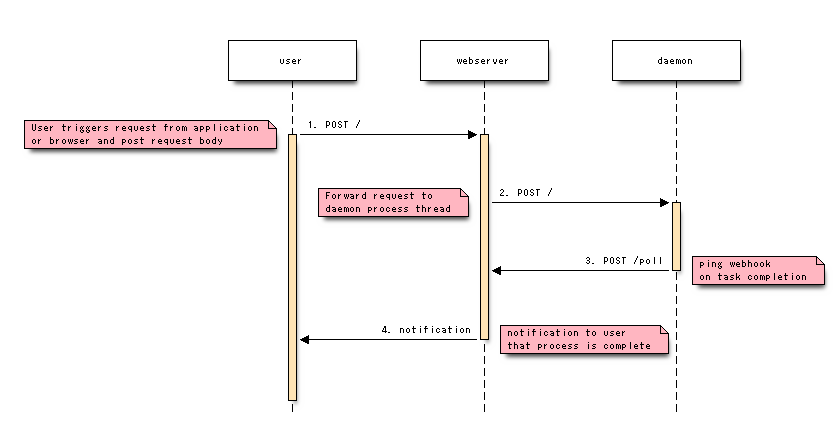 user
webserver
daemon
User triggers request from application
or browser and post request body
1. POST /
Forward request to
daemon process thread
2. POST /
3. POST /poll
ping webhook
on task completion
4. notification
notification to user
that process is complete